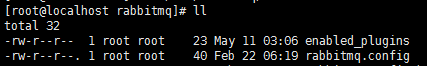 [root@localhost rabbitmq]# ll
total 32
-rw-r--r--  1 root root    23 May 11 03:06 enabled_plugins
-rw-r--r--. 1 root root    40 Feb 22 06:19 rabbitmq.config